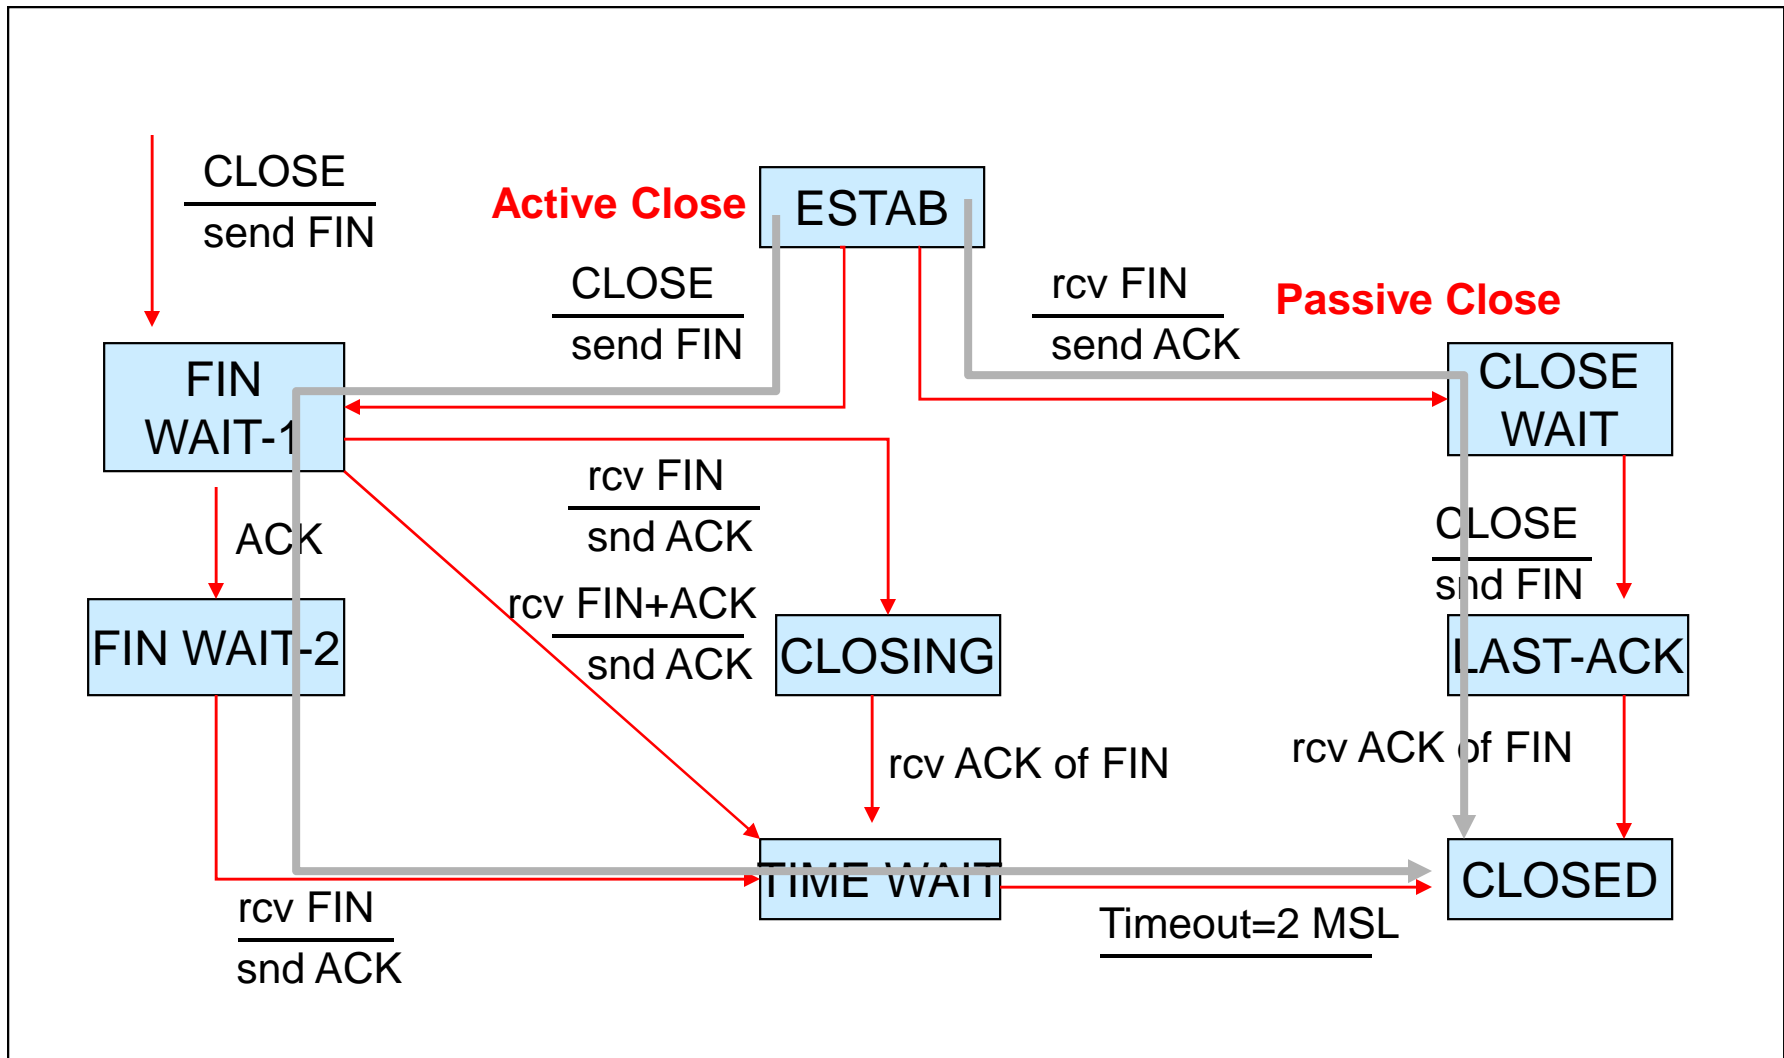 CLOSE
send FIN
Active Close
ESTAB
CLOSE
send FIN
rcv FIN
send ACK
Passive Close
FIN
WAIT-1
CLOSE
WAIT
rcv FIN
snd ACK
ACK
CLOSE
snd FIN
rcv FIN+ACK
snd ACK
FIN WAIT-2
CLOSING
LAST-ACK
rcv ACK of FIN
rcv ACK of FIN
TIME WAIT
CLOSED
rcv FIN
snd ACK
Timeout=2 MSL